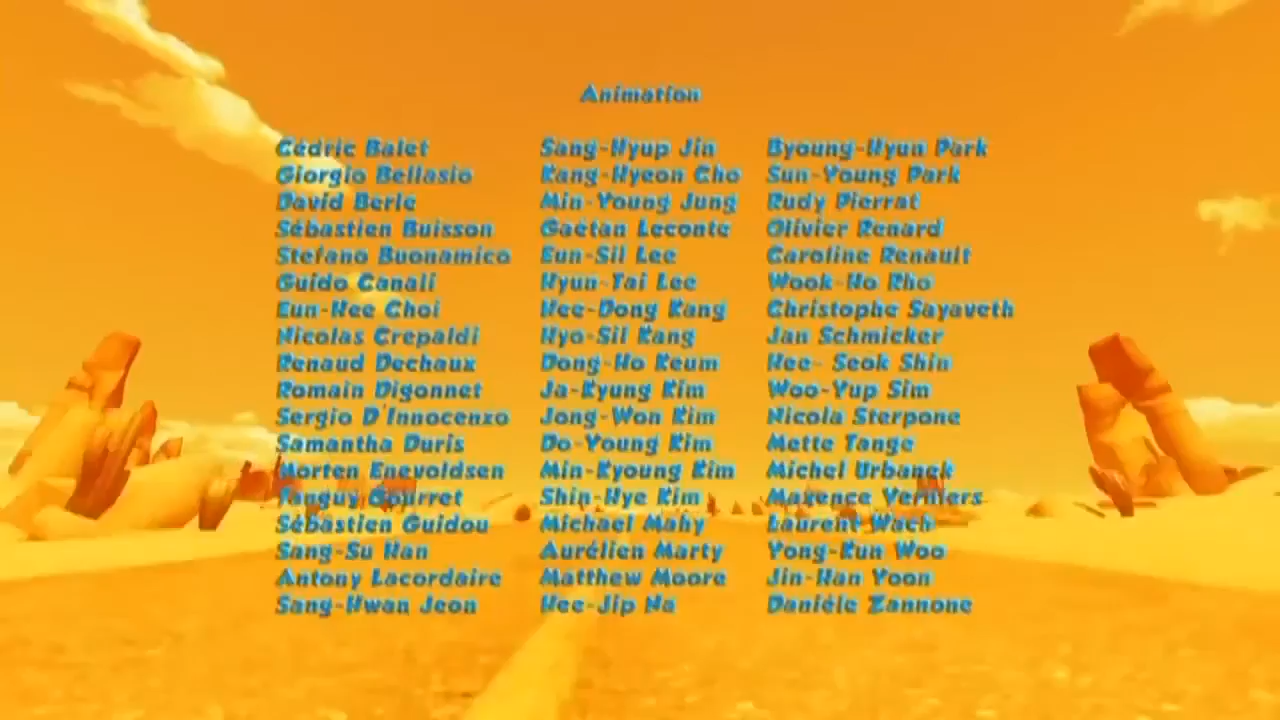 Animation
Cédric Balet
Giorgio Bellasio
David Berle
Sébastien Buisson
Stefano Buonamico
Guido Canali
Eun-Hee Choi
Nicolas Crepaldi
Renaud Dechaux
Romain Digonnet
Sergio D'Innocenzo
Samantha Duris
Morten Enevoldsen
Tanguy Gourret
Sébastien Guidou
Sang-Su Han
Antony Lacordaire
Sang-Hwan Jeon
Sang-Hyup Jin
Kang-Hyeon Cho
Min-Young Jung
Gaëtan Leconte
Eun-Sil Lee
Hyun-Tai Lee
Hee-Dong Kang
Hyo-Sil Kang
Dong-Ho Keum
Ja-Kyung Kim
Jong-Won Kim
Do-Young Kim
Min-Kyoung Kim
Shin-Hye Kim
Michael Mahy
Aurélien Marty
Matthew Moore
Hee-Jip Na
Byoung-Hyun Park
Sun-Young Park
Rudy Pierrat
Olivier Renard
Caroline Renault
Wook-Ho Rho
Christophe Sayaveth
Jan Schmicker
Hee- Seok Shin
Woo-Yup Sim
Nicola Sterpone
Mette Tange
Michel Urbanek
Maxence Verniers
Laurent Wach
Yong-Kun Woo
Jin-Han Yoon
Danièle Zannone